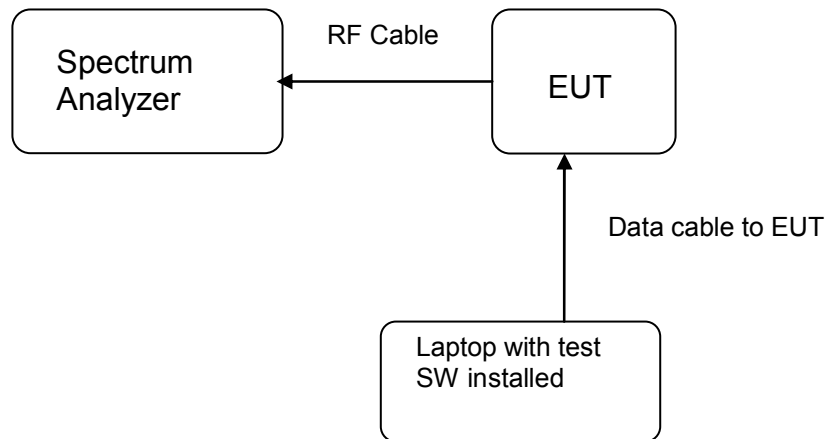 RF Cable
Spectrum
Analyzer
EUT
Data cable to EUT
Laptop with test
SW installed